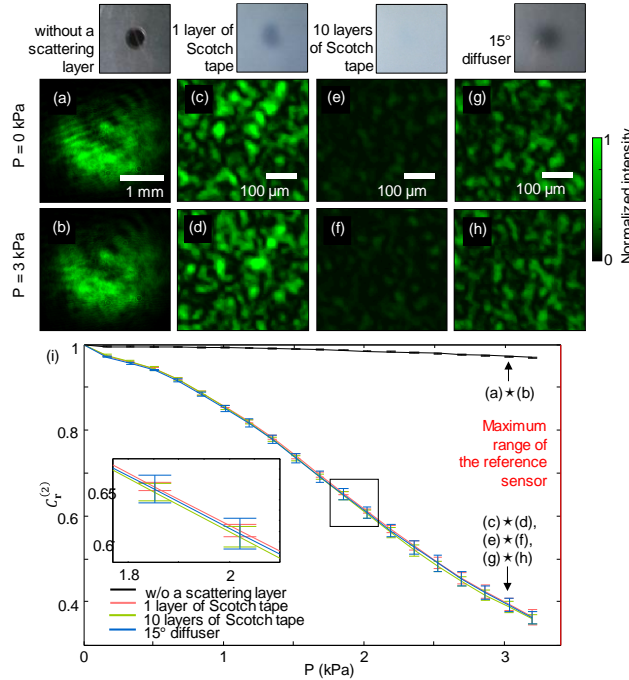 without a
scattering
layer
1 layer of
Scotch
tape
10 layers
of Scotch
tape
15°
diffuser
P = 0 kPa
(a)
1 mm
(c)
100 µm
(e)
100 µm
(g)
100 µm
P = 3 kPa
(b)
(d)
(f)
(h)
1
0
Normalized intensity
(i)
1
0.8
0.6
0.4
C_r^(2)
(a)⋆(b)
Maximum
range of
the reference
sensor
(c)⋆(d),
(e)⋆(f),
(g)⋆(h)
0.65
0.6
1.8
2
w/o a scattering layer
1 layer of Scotch tape
10 layers of Scotch tape
15° diffuser
0 1 2 3
P (kPa)